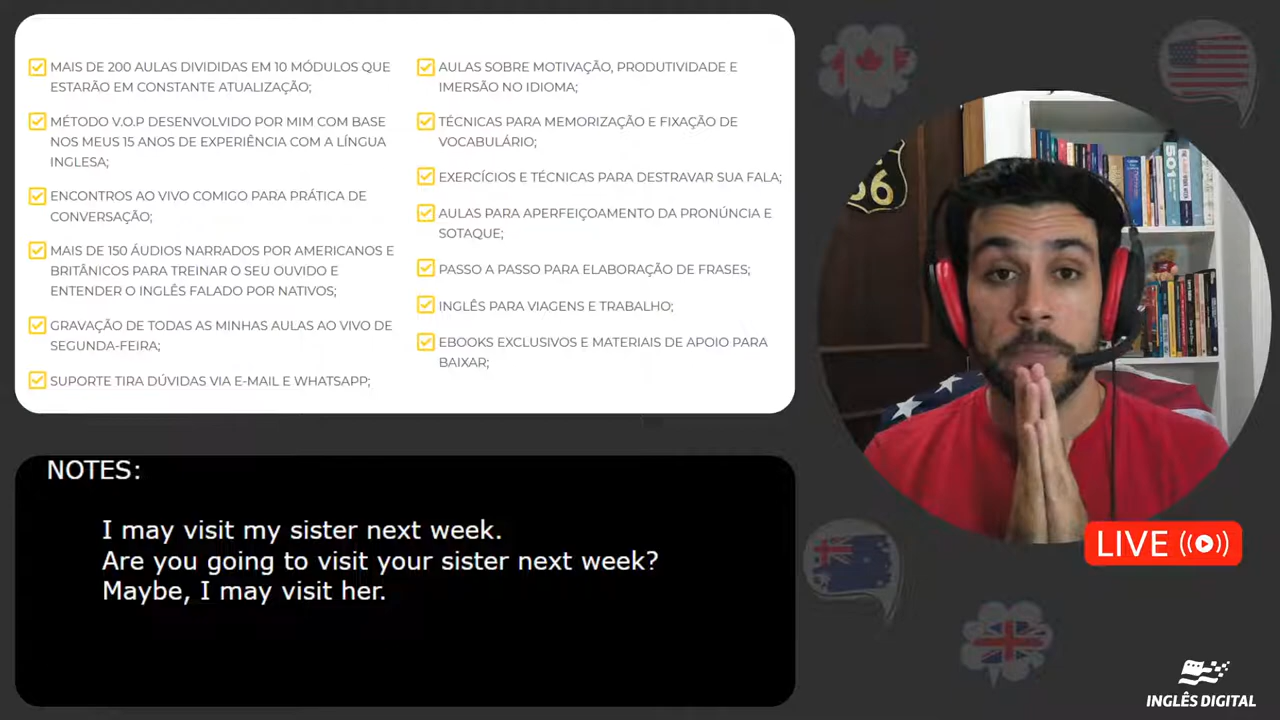 MAIS DE 200 AULAS DIVIDIDAS EM 10 MÓDULOS QUE
ESTARÃO EM CONSTANTE ATUALIZAÇÃO;
MÉTODO V.O.P DESENVOLVIDO POR MIM COM BASE
NOS MEUS 15 ANOS DE EXPERIÊNCIA COM A LÍNGUA
INGLESA;
ENCONTROS AO VIVO COMIGO PARA PRÁTICA DE
CONVERSAÇÃO;
MAIS DE 150 ÁUDIOS NARRADOS POR AMERICANOS E
BRITÂNICOS PARA TREINAR O SEU OUVIDO E
ENTENDER O INGLÊS FALADO POR NATIVOS;
GRAVAÇÃO DE TODAS AS MINHAS AULAS AO VIVO DE
SEGUNDA-FEIRA;
SUPORTE TIRA DÚVIDAS VIA E-MAIL E WHATSAPP;
AULAS SOBRE MOTIVAÇÃO, PRODUTIVIDADE E
IMERSÃO NO IDIOMA;
TÉCNICAS PARA MEMORIZAÇÃO E FIXAÇÃO DE
VOCABULÁRIO;
EXERCÍCIOS E TÉCNICAS PARA DESTRAVAR SUA FALA;
AULAS PARA APERFEIÇOAMENTO DA PRONÚNCIA E
SOTAQUE;
PASSO A PASSO PARA ELABORAÇÃO DE FRASES;
INGLÊS PARA VIAGENS E TRABALHO;
EBOOKS EXCLUSIVOS E MATERIAIS DE APOIO PARA
BAIXAR;
NOTES:
I may visit my sister next week.
Are you going to visit your sister next week?
Maybe, I may visit her.
66
501
LIVE
INGLÊS DIGITAL